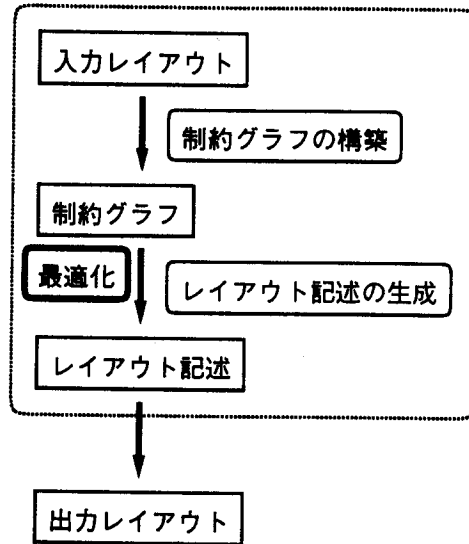 入力レイアウト
制約グラフの構築
制約グラフ
最適化
レイアウト記述の生成
レイアウト記述
出力レイアウト